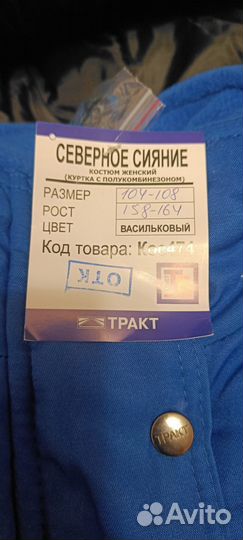 СЕВЕРНОЕ СИЯНИЕ
КОСТЮМ ЖЕНСКИЙ
(КУРТКА С ПОЛУКОМБИНЕЗОНОМ)
РАЗМЕР 104-108
РОСТ 158-164
ЦВЕТ ВАСИЛЬКОВЫЙ
Код товара: Кос474
ОТК
ТРАКТ
ТРАКТ
Avito